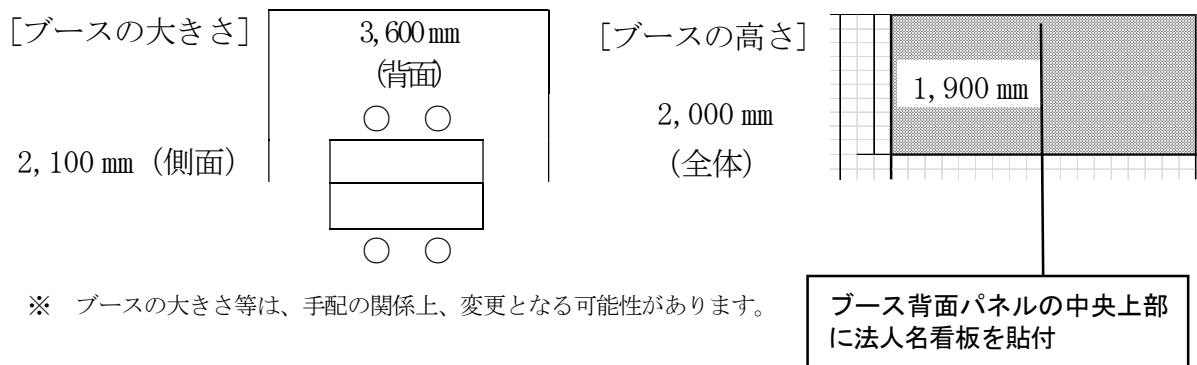 [ブースの大きさ]
3,600㎜
(背面)
2,100㎜ (側面)
[ブースの高さ]
2,000㎜
(全体)
1,900㎜
※　ブースの大きさ等は、手配の関係上、変更となる可能性があります。
ブース背面パネルの中央上部
に法人名看板を貼付